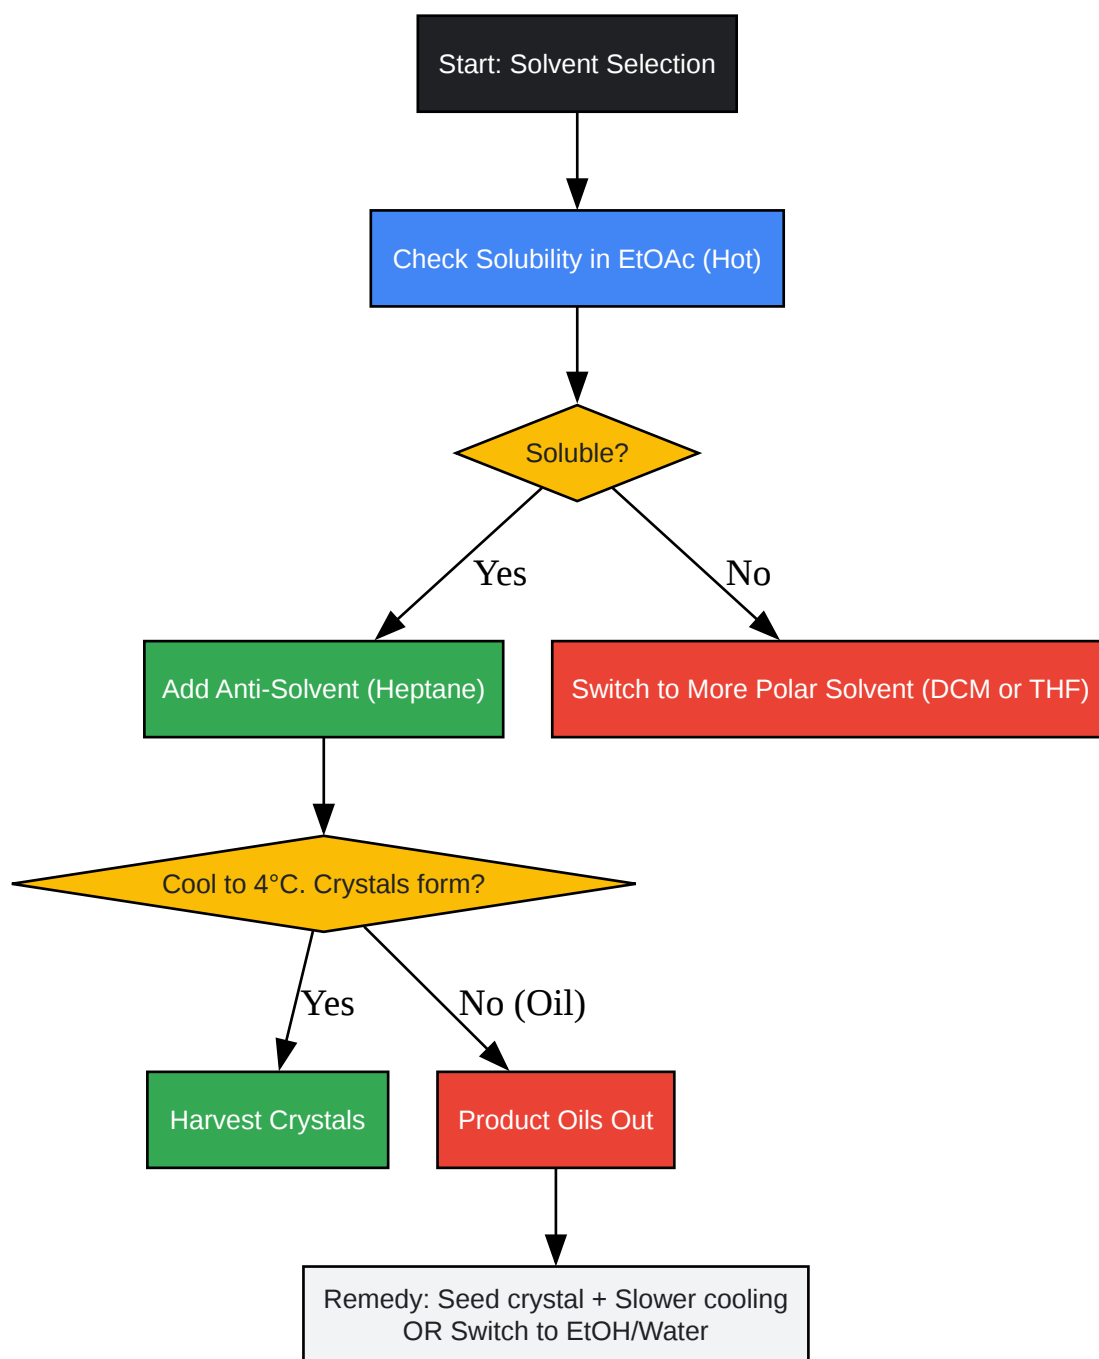 Start: Solvent Selection
Check Solubility in EtOAc (Hot)
Soluble?
Yes
No
Add Anti-Solvent (Heptane)
Switch to More Polar Solvent (DCM or THF)
Cool to 4°C. Crystals form?
Yes
No (Oil)
Harvest Crystals
Product Oils Out
Remedy: Seed crystal + Slower cooling
OR Switch to EtOH/Water